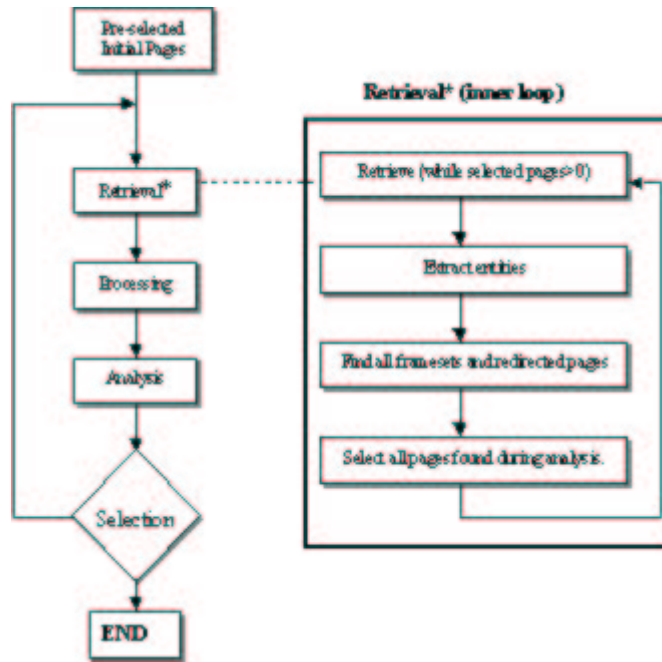 Pre-selected
Initial Pages
Retrieval* (inner loop)
Retrieval*
Retrieve (while selected pages>0)
Processing
Extract entities
Analysis
Find all framesets and redirected pages
Select all pages found during analysis.
Selection
END